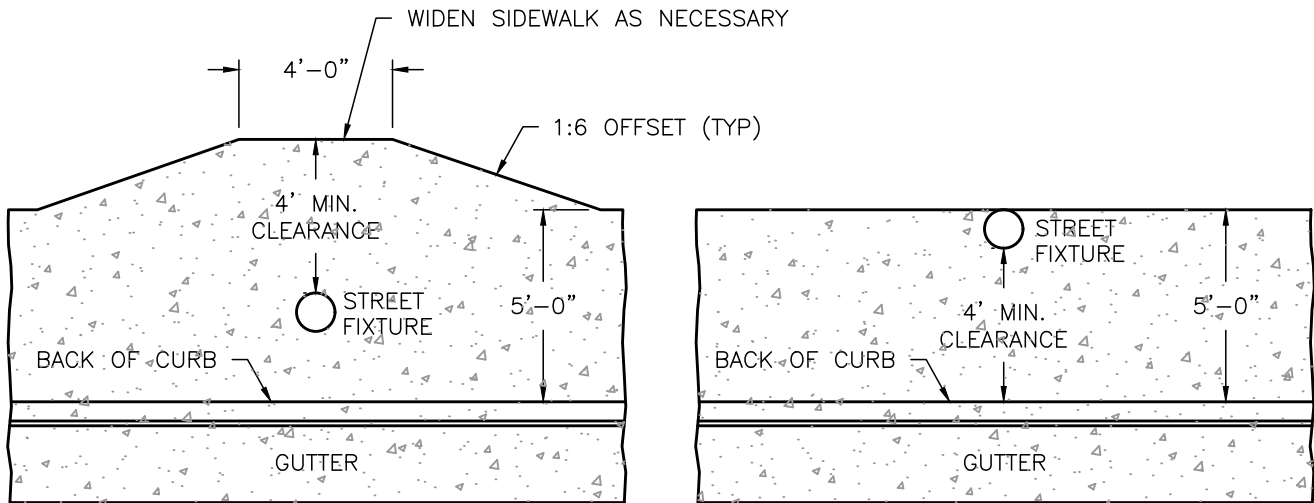 WIDEN SIDEWALK AS NECESSARY
4'-0"
1:6 OFFSET (TYP)
4' MIN.
CLEARANCE
STREET
FIXTURE
5'-0"
BACK OF CURB
GUTTER
STREET
FIXTURE
4' MIN.
CLEARANCE
5'-0"
BACK OF CURB
GUTTER